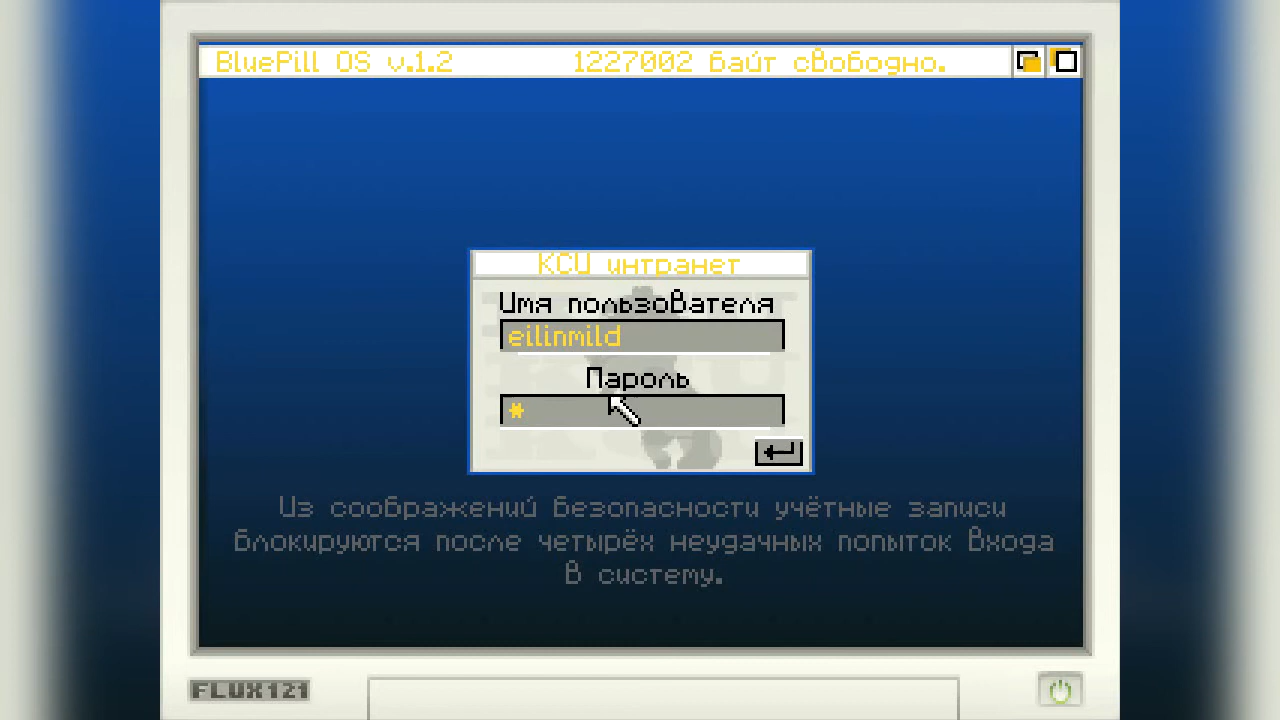 BluePill OS v.1.2 1227002 байт свободно.
КСИ интранет
Имя пользователя
eilinmild
Пароль
*
Из соображений безопасности учётные записи
блокируются после четырёх неудачных попыток входа
в систему.
FLUX121